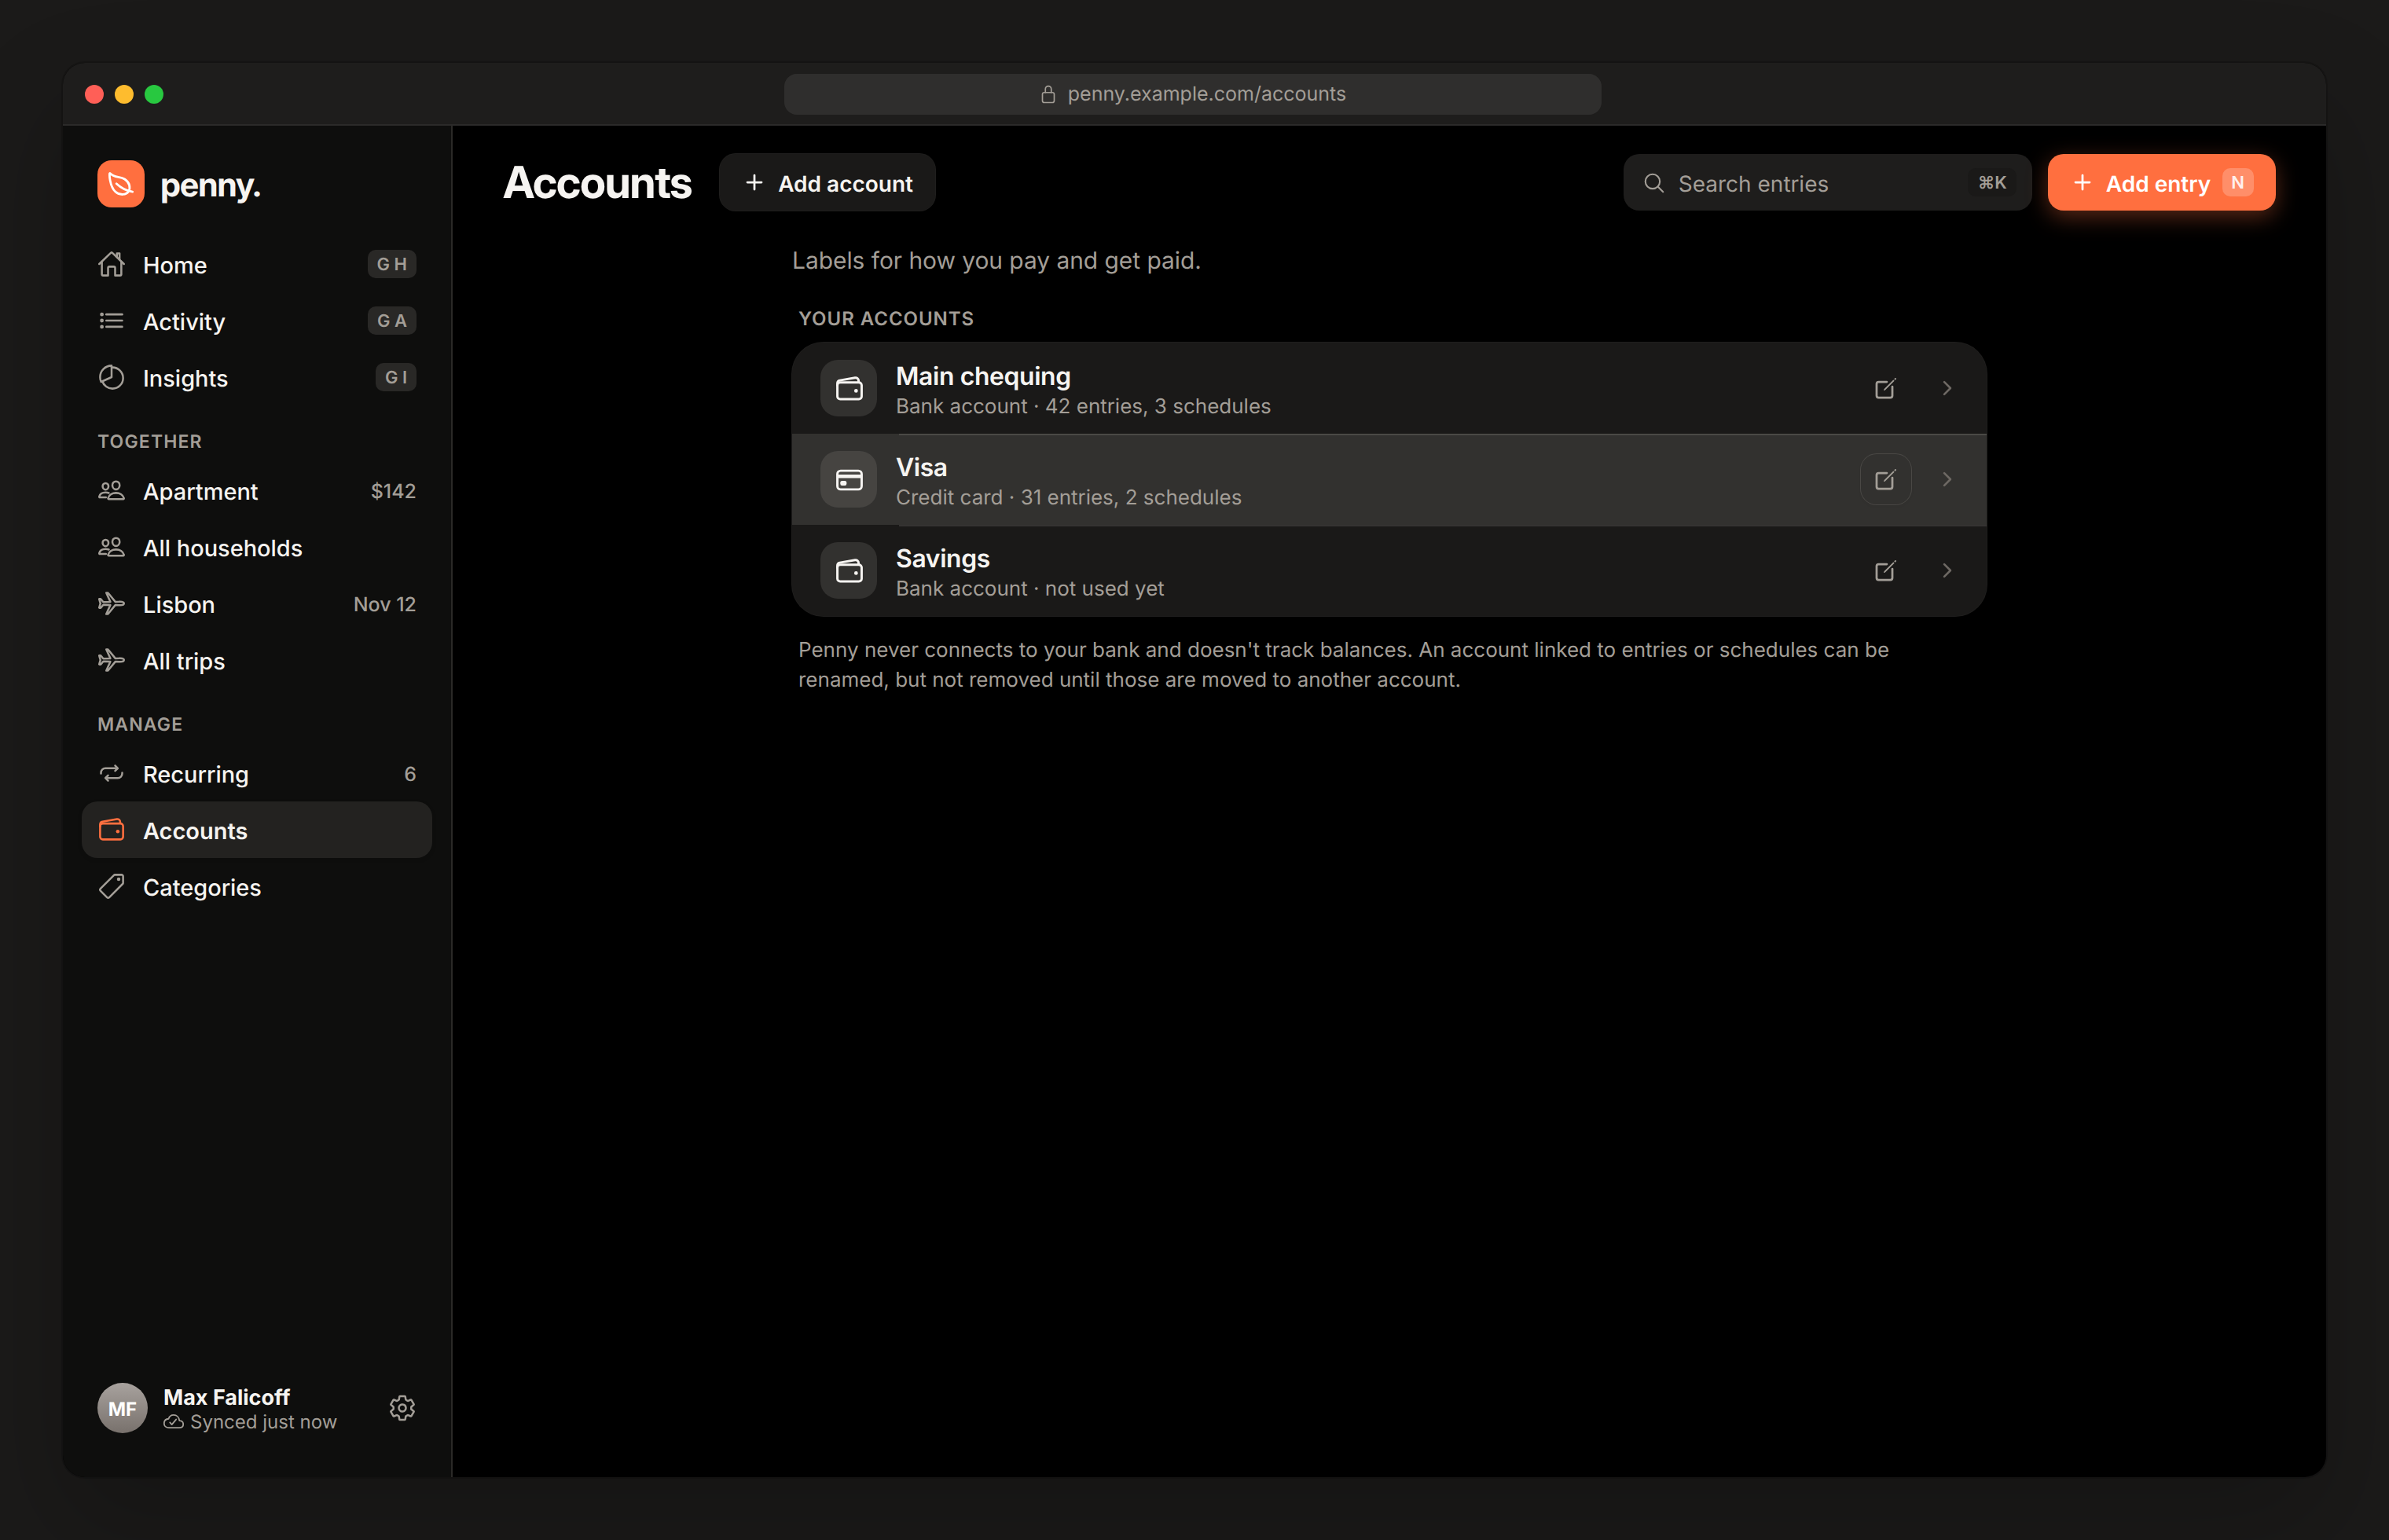 penny.example.com/accounts
penny.
Home G H
Activity G A
Insights G I
TOGETHER
Apartment $142
All households
Lisbon Nov 12
All trips
MANAGE
Recurring 6
Accounts
Categories
MF
Max Falicoff
Synced just now
Accounts
+ Add account
Search entries ⌘K
+ Add entry N
Labels for how you pay and get paid.
YOUR ACCOUNTS
Main chequing
Bank account · 42 entries, 3 schedules
Visa
Credit card · 31 entries, 2 schedules
Savings
Bank account · not used yet
Penny never connects to your bank and doesn't track balances. An account linked to entries or schedules can be
renamed, but not removed until those are moved to another account.